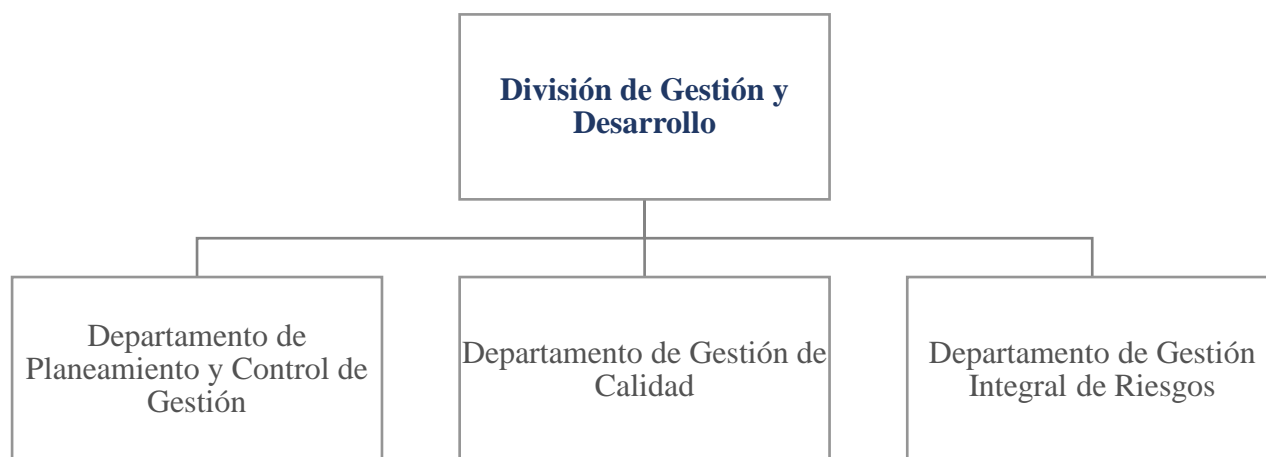 División de Gestión y
Desarrollo
Departamento de
Planeamiento y Control de
Gestión
Departamento de Gestión de
Calidad
Departamento de Gestión
Integral de Riesgos